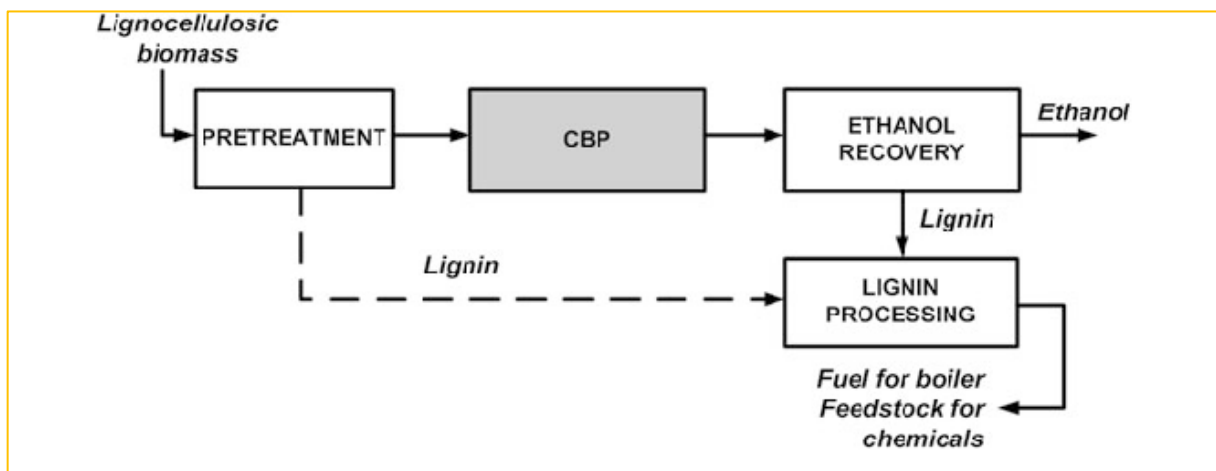 Lignocellulosic
biomass
PRETREATMENT
CBP
ETHANOL
RECOVERY
Ethanol
Lignin
Lignin
LIGNIN
PROCESSING
Fuel for boiler
Feedstock for
chemicals